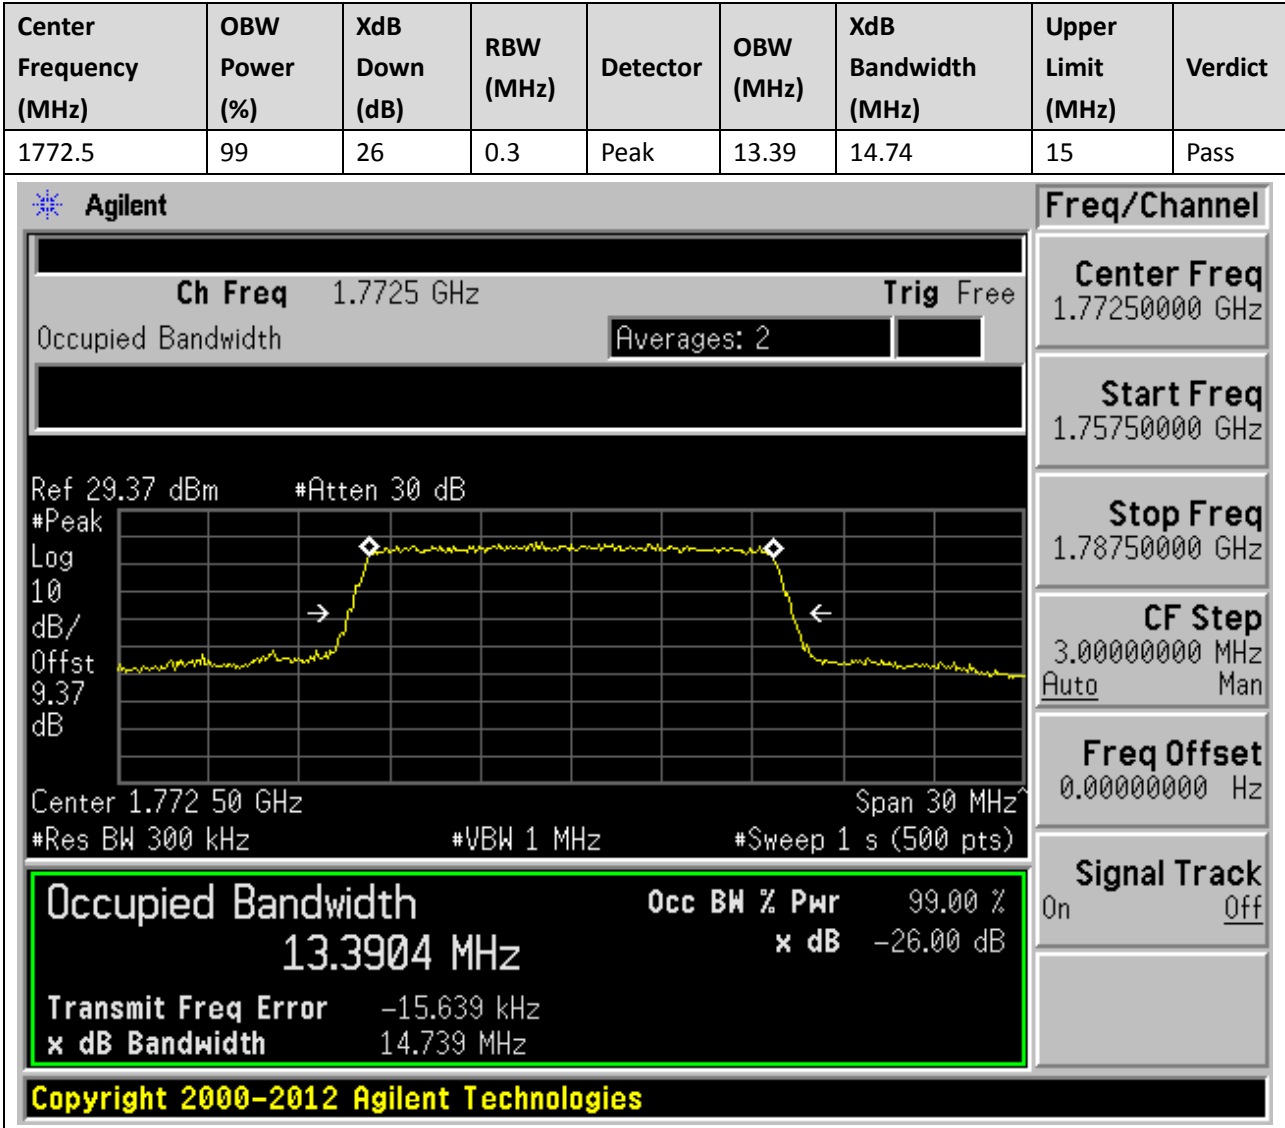 Center Frequency (MHz) OBW Power (%) XdB Down (dB) RBW (MHz) Detector OBW (MHz) XdB Bandwidth (MHz) Upper Limit (MHz) Verdict
1772.5 99 26 0.3 Peak 13.39 14.74 15 Pass
Agilent
Freq/Channel
Ch Freq 1.7725 GHz Trig Free
Occupied Bandwidth Averages: 2
Center Freq
1.77250000 GHz
Start Freq
1.75750000 GHz
Stop Freq
1.78750000 GHz
CF Step
3.00000000 MHz
Auto Man
Freq Offset
0.00000000 Hz
Signal Track
On Off
Ref 29.37 dBm #Atten 30 dB
#Peak
Log
10
dB/
Offst
9.37
dB
Center 1.772 50 GHz Span 30 MHz^
#Res BW 300 kHz #VBW 1 MHz #Sweep 1 s (500 pts)
Occupied Bandwidth Occ BW % Pwr 99.00 %
13.3904 MHz x dB -26.00 dB
Transmit Freq Error -15.639 kHz
x dB Bandwidth 14.739 MHz
Copyright 2000-2012 Agilent Technologies